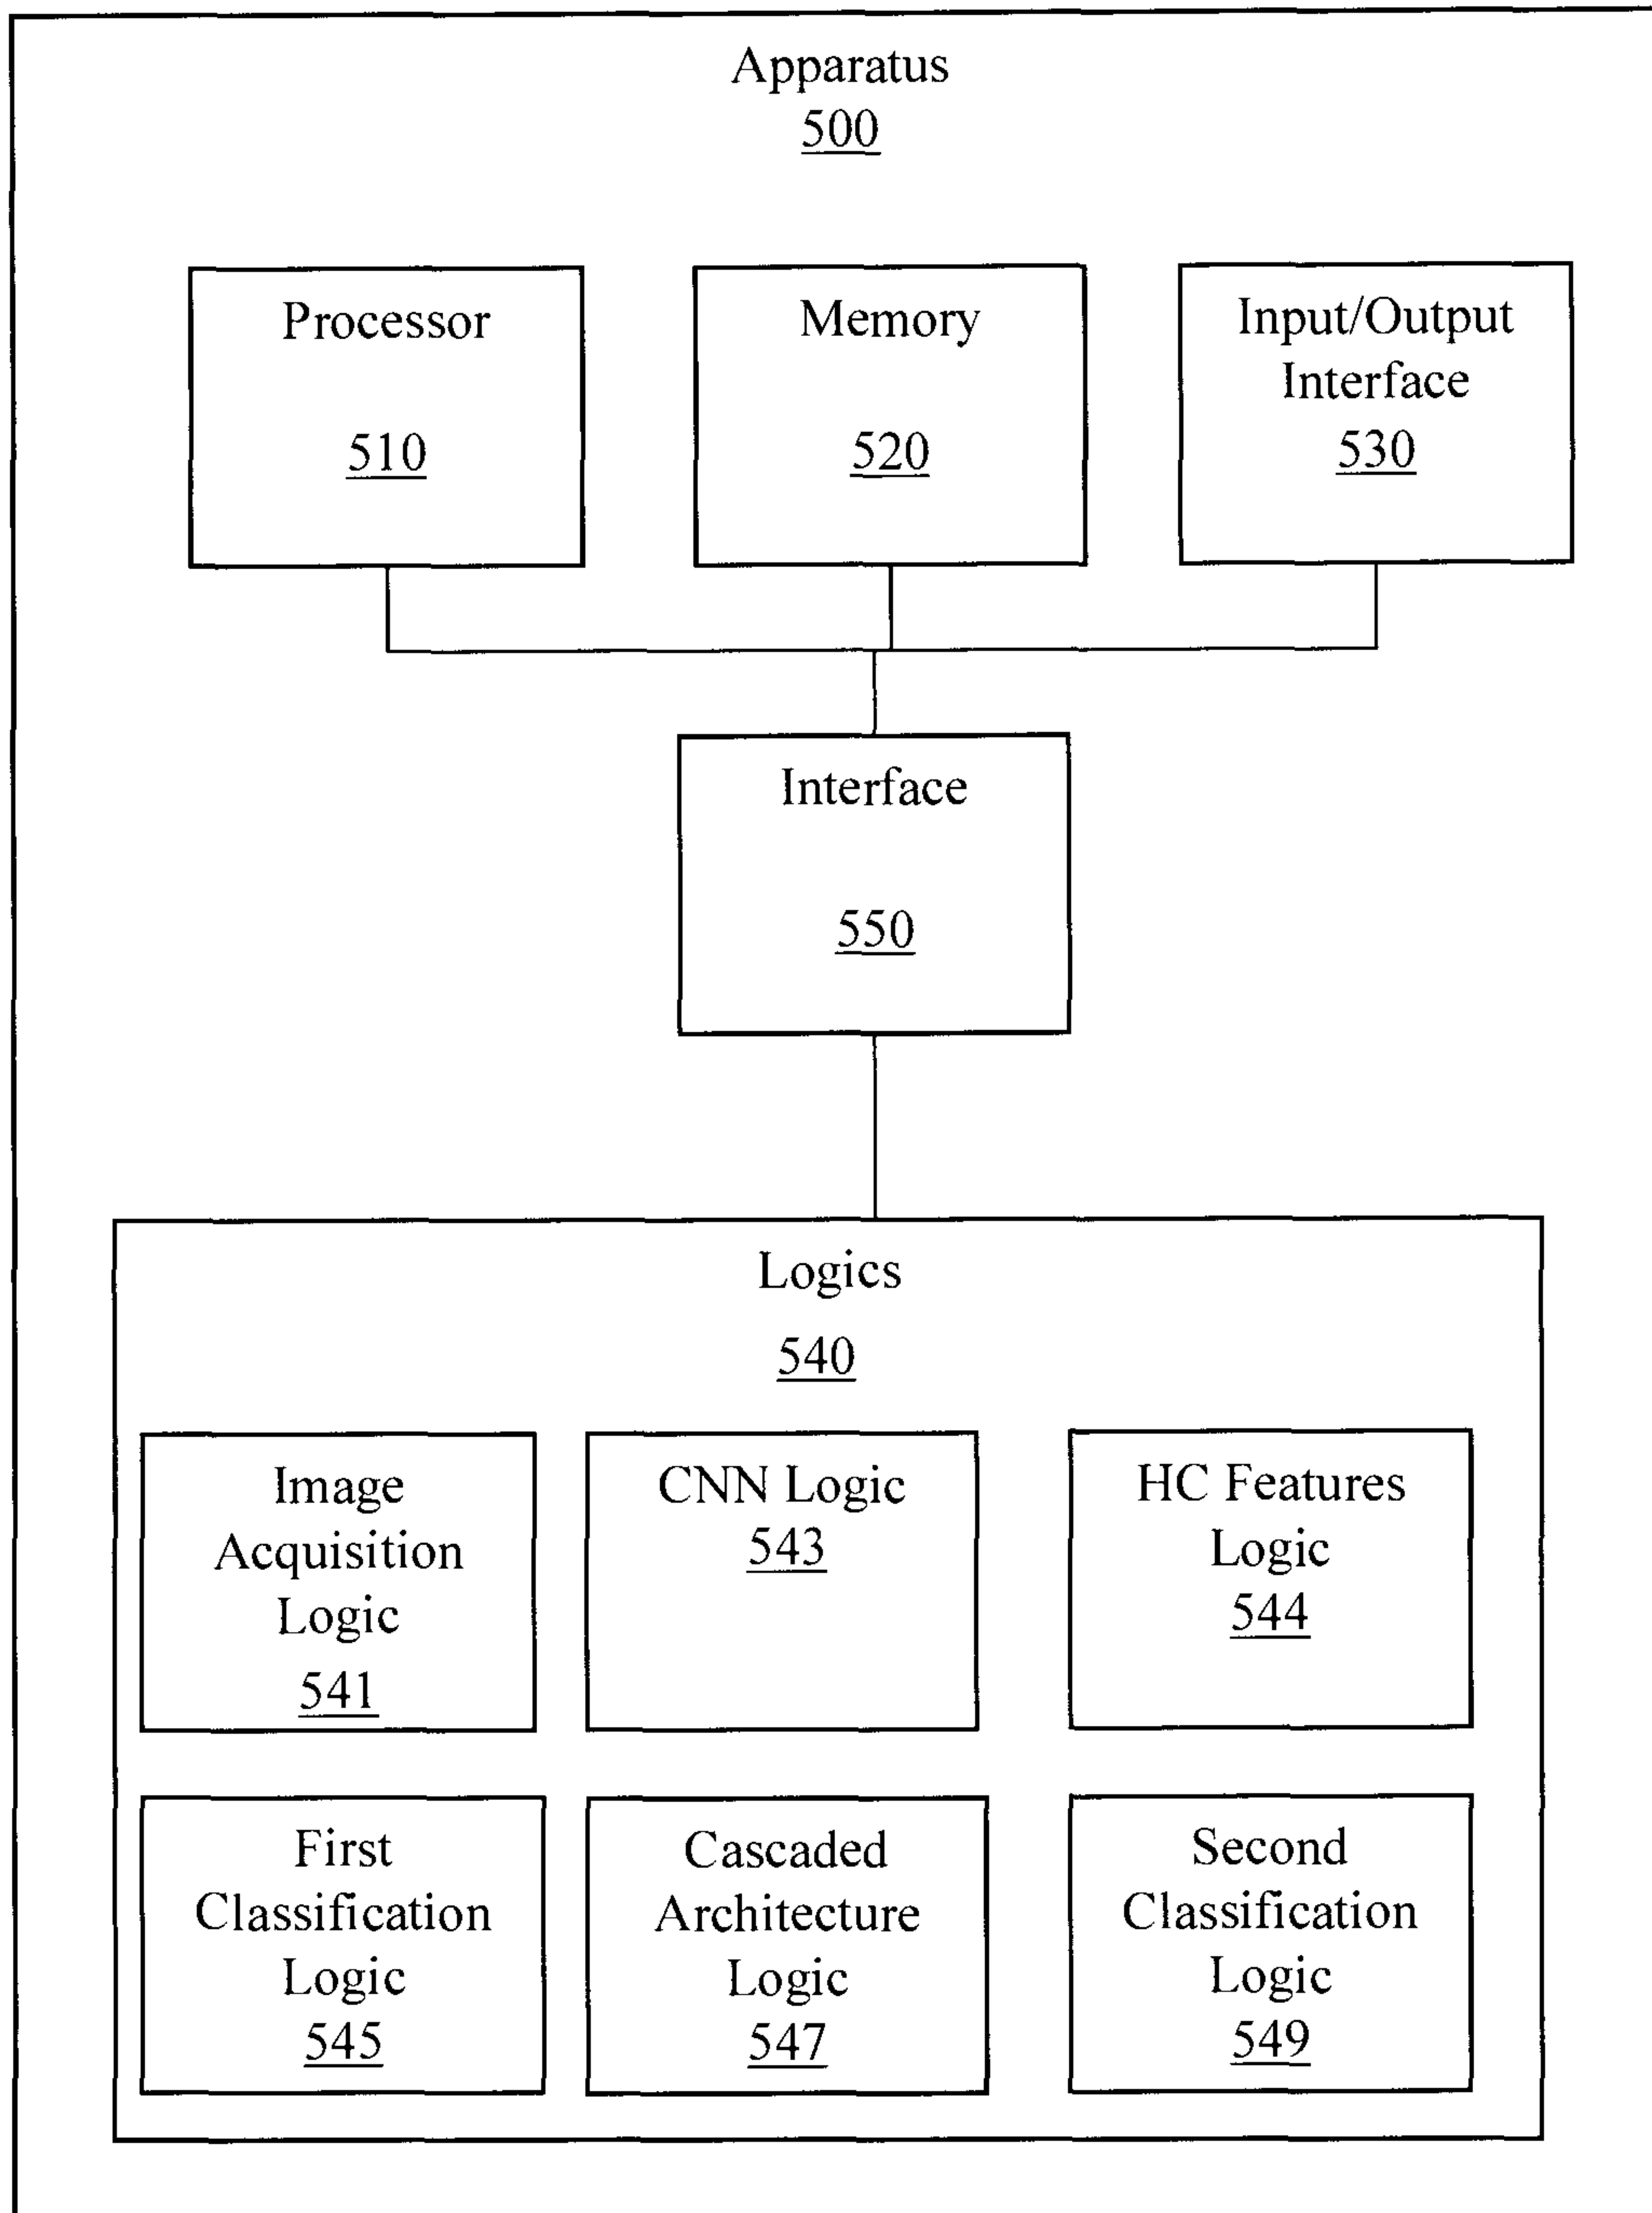 Apparatus
500
Processor
510
Memory
520
Input/Output
Interface
530
Interface
550
Logics
540
Image
Acquisition
Logic
541
CNN Logic
543
HC Features
Logic
544
First
Classification
Logic
545
Cascaded
Architecture
Logic
547
Second
Classification
Logic
549